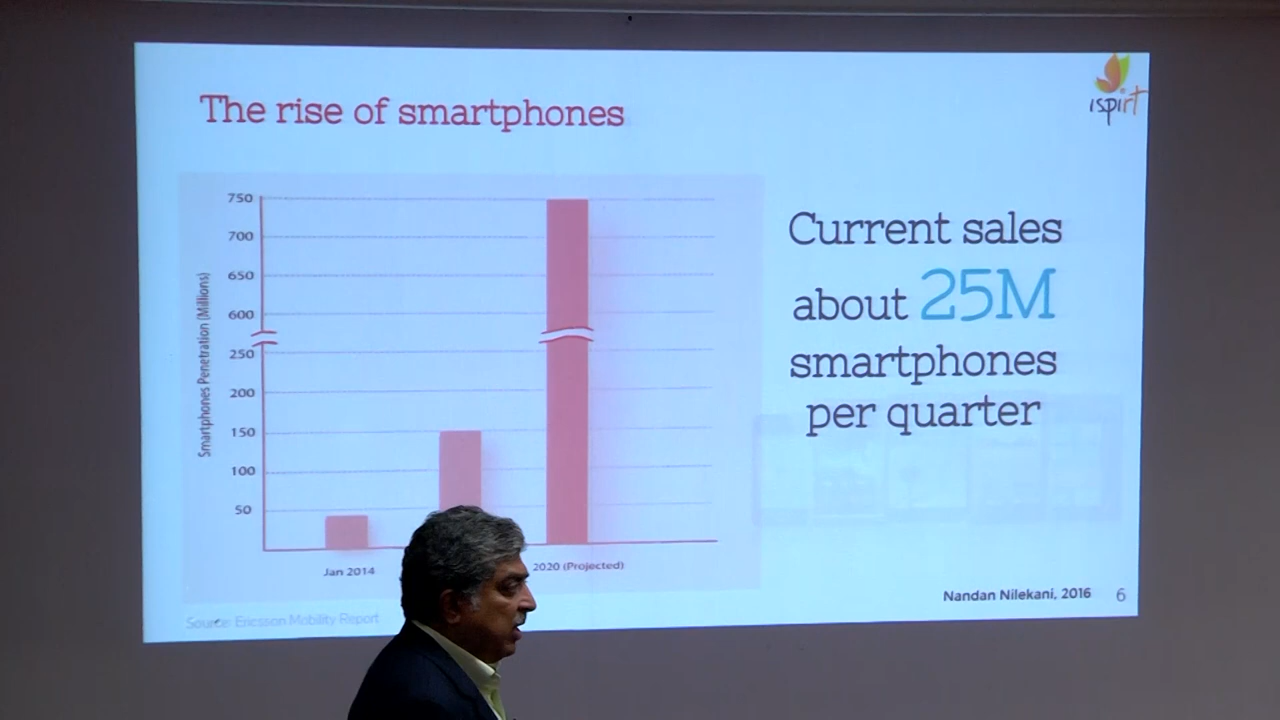 The rise of smartphones
ispirt
750
700
650
600
250
200
150
100
50
Smartphones Penetration (Millions)
Jan 2014
2020 (Projected)
Source: Ericsson Mobility Report
Current sales
about 25M
smartphones
per quarter
Nandan Nilekani, 2016 6